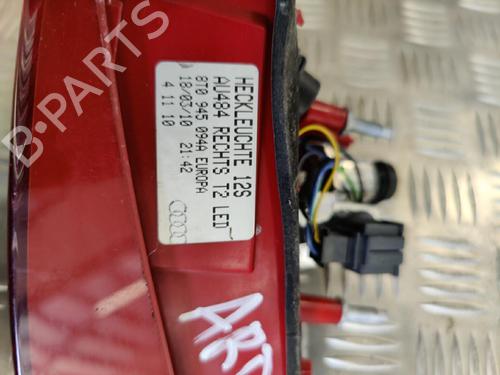 HECKLEUCHTE 12S
AU484 RECHTS T2 LED
8T0 945 094A EUROPA
18/03/10 21:42
4 11 10
B-PARTS